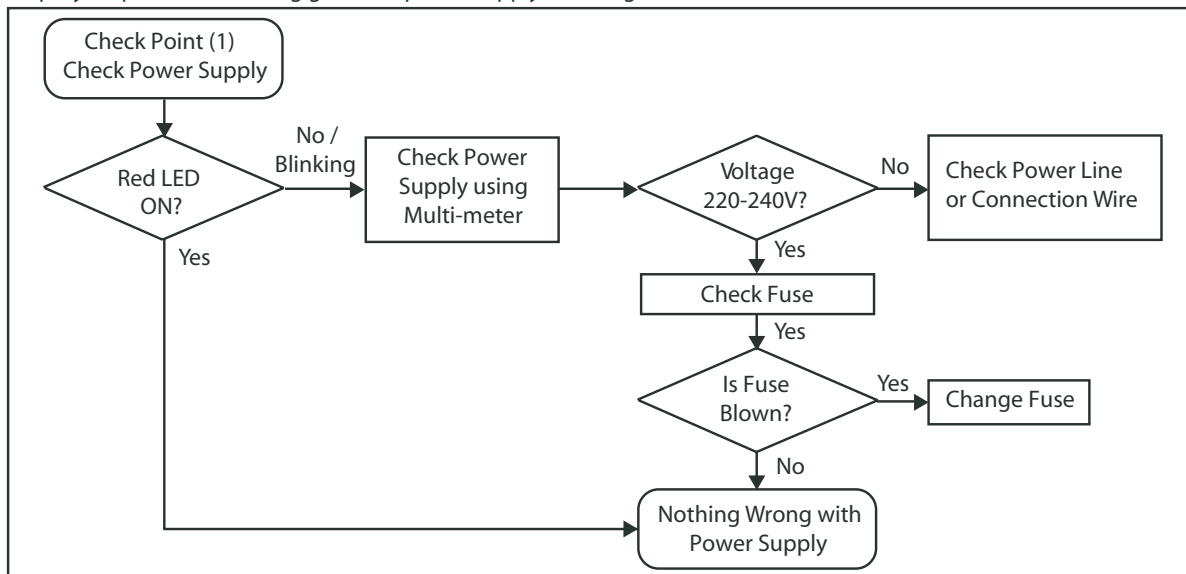 Check Point (1)
Check Power Supply
Red LED
ON?
No /
Blinking
Yes
Check Power
Supply using
Multi-meter
Voltage
220-240V?
No
Check Power Line
or Connection Wire
Yes
Check Fuse
Yes
Is Fuse
Blown?
Yes
Change Fuse
No
Nothing Wrong with
Power Supply